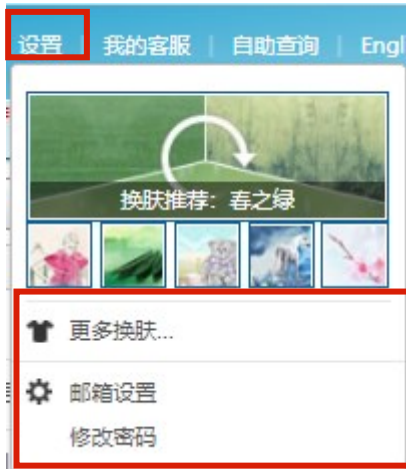 设置 | 我的客服 | 自助查询 | Engl
换肤推荐：春之绿
更多换肤...
邮箱设置
修改密码